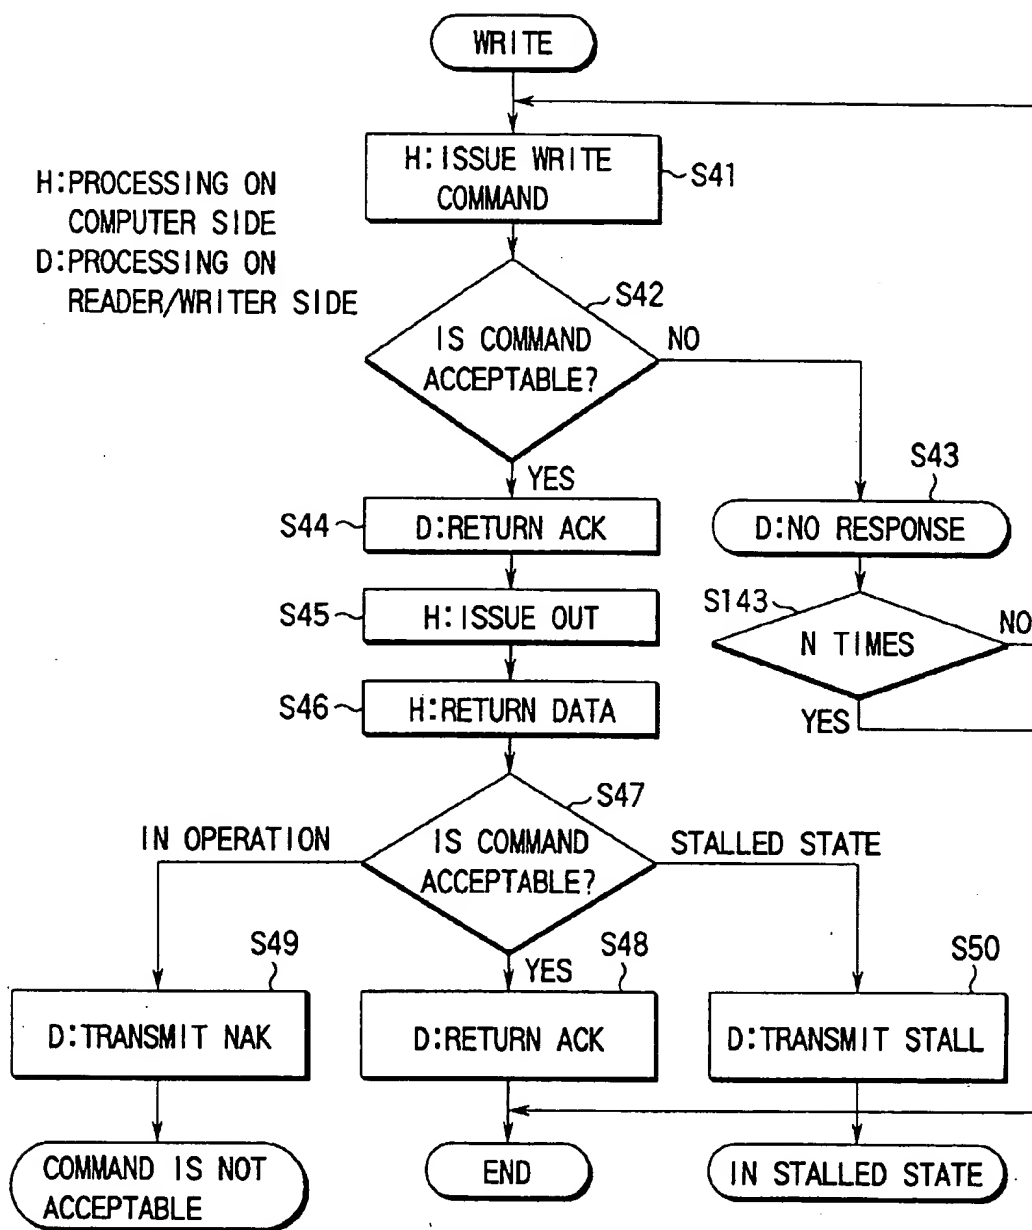 WRITE
H:ISSUE WRITE
COMMAND
S41
H:PROCESSING ON
COMPUTER SIDE
D:PROCESSING ON
READER/WRITER SIDE
S42
IS COMMAND
ACCEPTABLE?
NO
YES
S43
S44
D:RETURN ACK
D:NO RESPONSE
S45
H:ISSUE OUT
S143
N TIMES
NO
S46
H:RETURN DATA
YES
S47
IN OPERATION
IS COMMAND
ACCEPTABLE?
STALLED STATE
S49
YES
S48
S50
D:TRANSMIT NAK
D:RETURN ACK
D:TRANSMIT STALL
COMMAND IS NOT
ACCEPTABLE
END
IN STALLED STATE